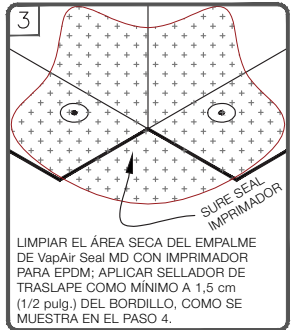 3
SURE SEAL
IMPRIMADOR
LIMPIAR EL ÁREA SECA DEL EMPALME
DE VapAir Seal MD CON IMPRIMADOR
PARA EPDM; APLICAR SELLADOR DE
TRASLAPE COMO MÍNIMO A 1,5 cm
(1/2 pulg.) DEL BORDILLO, COMO SE
MUESTRA EN EL PASO 4.